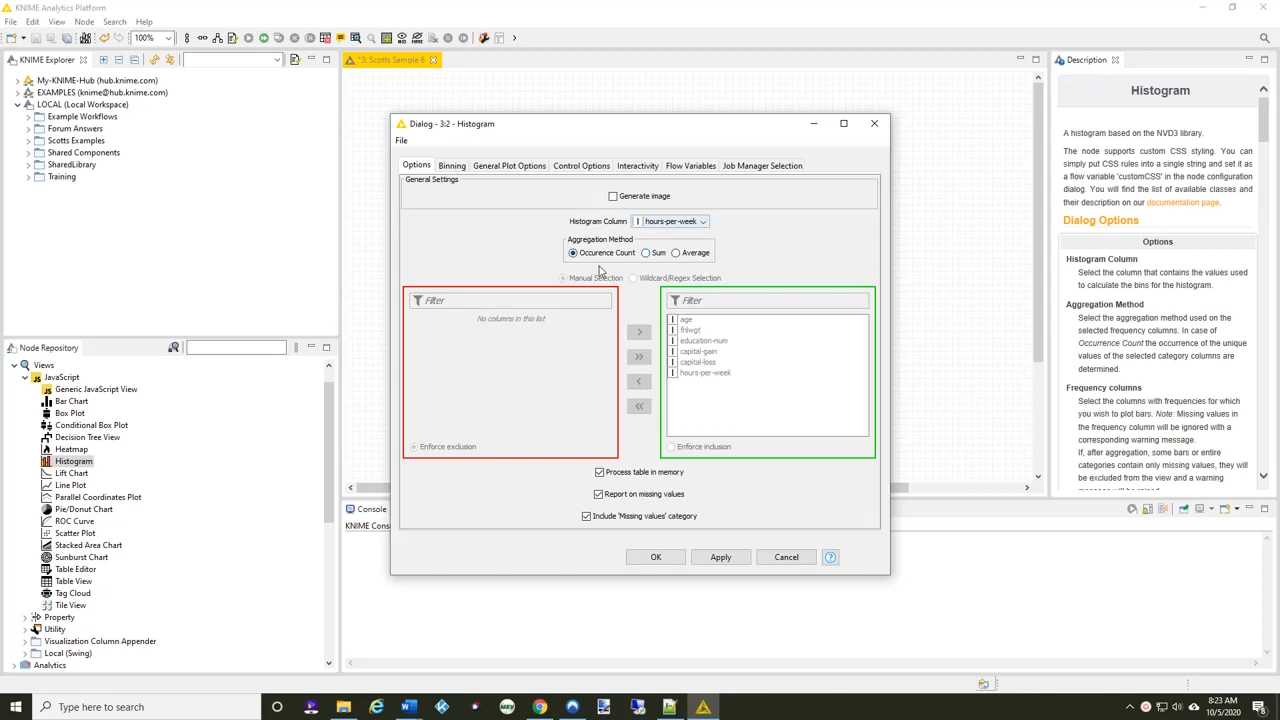 KNIME Analytics Platform
File Edit View Node Search Help
100%
KNIME Explorer
My-KNIME-Hub (hub.knime.com)
EXAMPLES (knime@hub.knime.com)
LOCAL (Local Workspace)
Example Workflows
Forum Answers
Scotts Examples
Shared Components
SharedLibrary
Training
Node Repository
Views
JavaScript
Generic JavaScript View
Bar Chart
Box Plot
Conditional Box Plot
Decision Tree View
Heatmap
Histogram
Lift Chart
Line Plot
Parallel Coordinates Plot
Pie/Donut Chart
ROC Curve
Scatter Plot
Stacked Area Chart
Sunburst Chart
Table Editor
Table View
Tag Cloud
Tile View
Property
Utility
Visualization Column Appender
Local (Swing)
Analytics
*3: Scotts Sample 6
Dialog - 3:2 - Histogram
File
Options Binning General Plot Options Control Options Interactivity Flow Variables Job Manager Selection
General Settings
Generate image
Histogram Column hours-per-week
Aggregation Method
Occurence Count Sum Average
Manual Selection Wildcard/Regex Selection
Filter
No columns in this list
Enforce exclusion
Filter
age
fnlwgt
education-num
capital-gain
capital-loss
hours-per-week
Enforce inclusion
Process table in memory
Report on missing values
Include 'Missing values' category
OK Apply Cancel
Console
KNIME Cons
Description
Histogram
A histogram based on the NVD3 library.
The node supports custom CSS styling. You can
simply put CSS rules into a single string and set it as
a flow variable 'customCSS' in the node configuration
dialog. You will find the list of available classes and
their description on our documentation page.
Dialog Options
Options
Histogram Column
Select the column that contains the values used
to calculate the bins for the histogram.
Aggregation Method
Select the aggregation method used on the
selected frequency columns. In case of
Occurrence Count the occurrence of the unique
values of the selected category columns are
determined.
Frequency columns
Select the columns with frequencies for which
you wish to plot bars. Note: Missing values in
the frequency column will be ignored with a
corresponding warning message.
If, after aggregation, some bars or entire
categories contain only missing values, they will
be excluded from the view and a warning
Type here to search
8:23 AM
10/5/2020